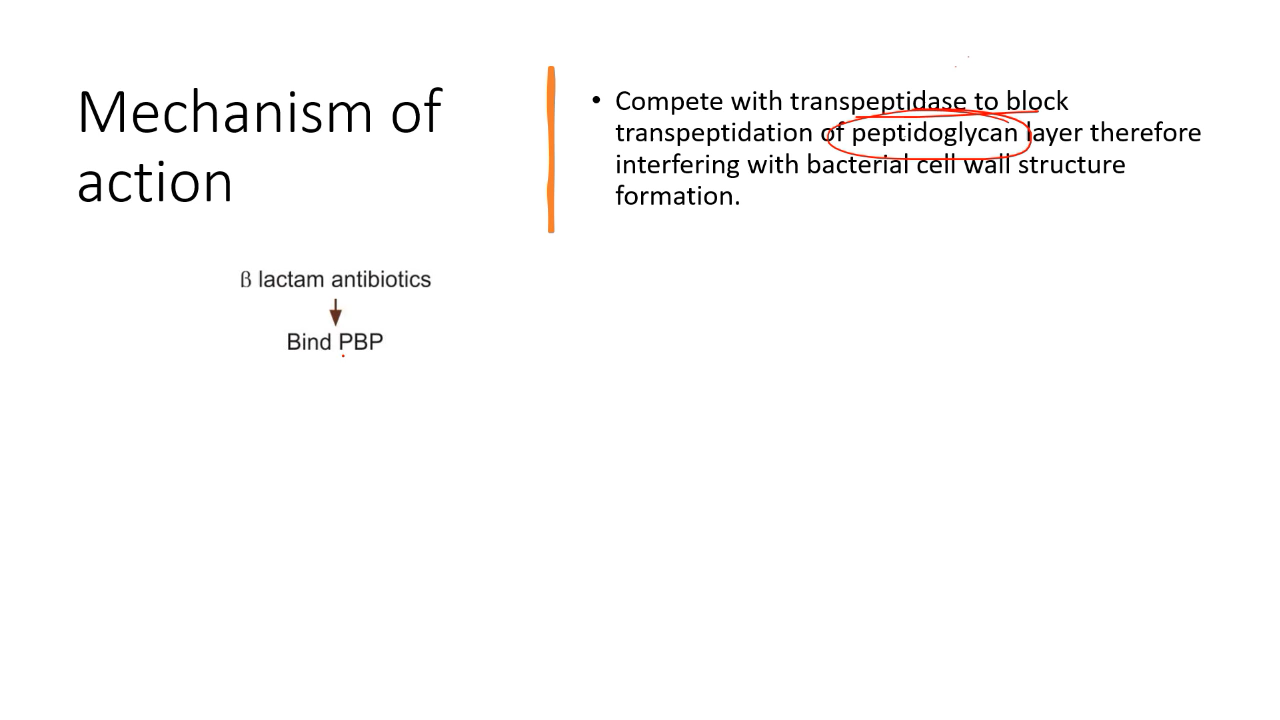 Mechanism of
action
• Compete with transpeptidase to block
transpeptidation of peptidoglycan layer therefore
interfering with bacterial cell wall structure
formation.
ß lactam antibiotics
Bind PBP